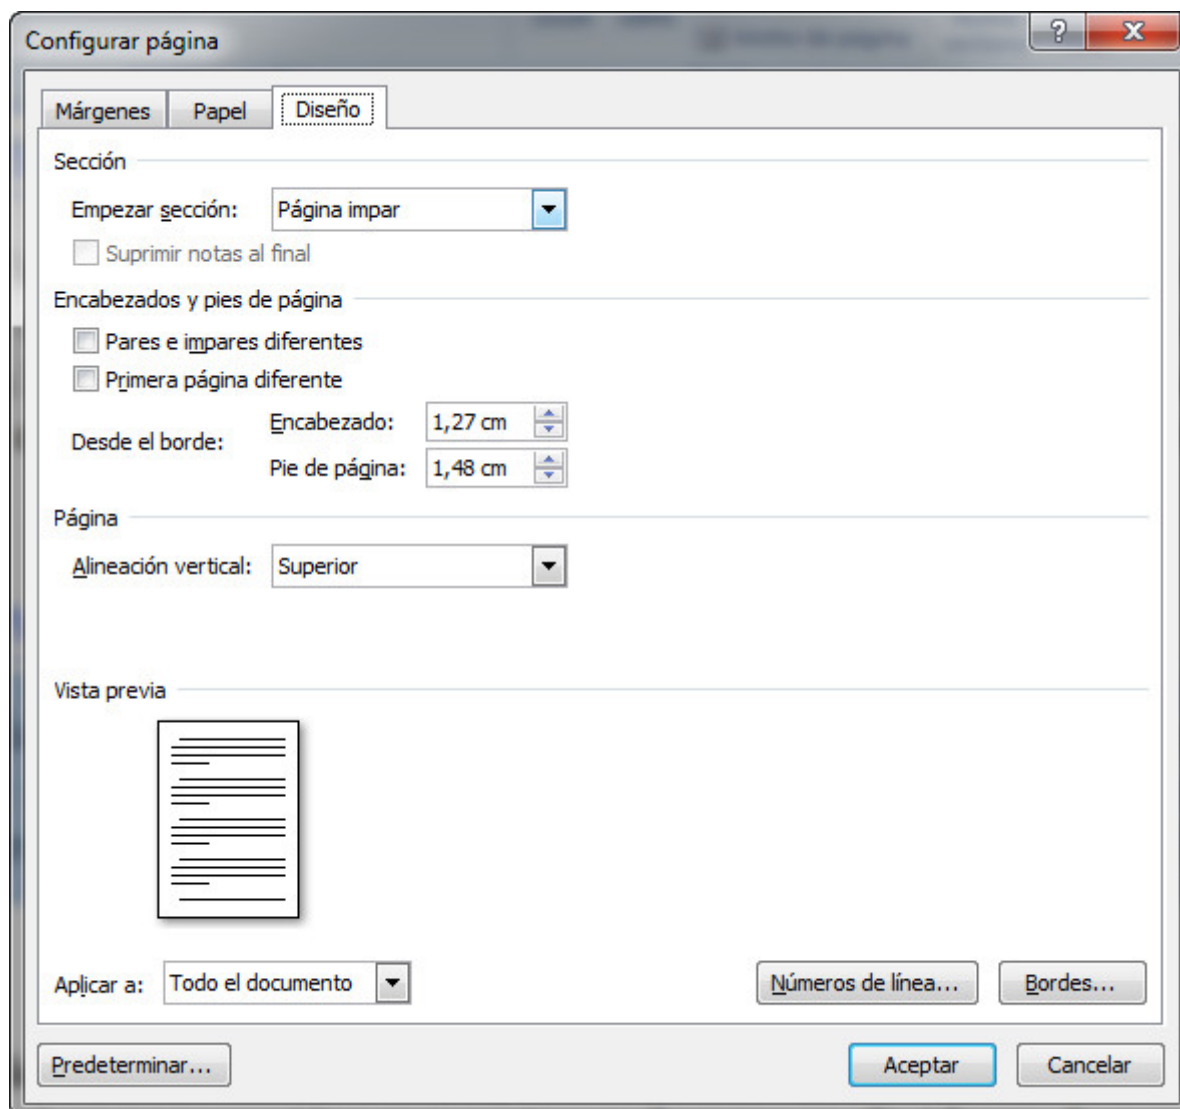 Configurar página
?
X
Márgenes Papel Diseño
Sección
Empezar sección: Página impar
Suprimir notas al final
Encabezados y pies de página
Pares e impares diferentes
Primera página diferente
Desde el borde:
Encabezado: 1,27 cm
Pie de página: 1,48 cm
Página
Alineación vertical: Superior
Vista previa
Aplicar a: Todo el documento Números de línea... Bordes...
Predeterminar... Aceptar Cancelar